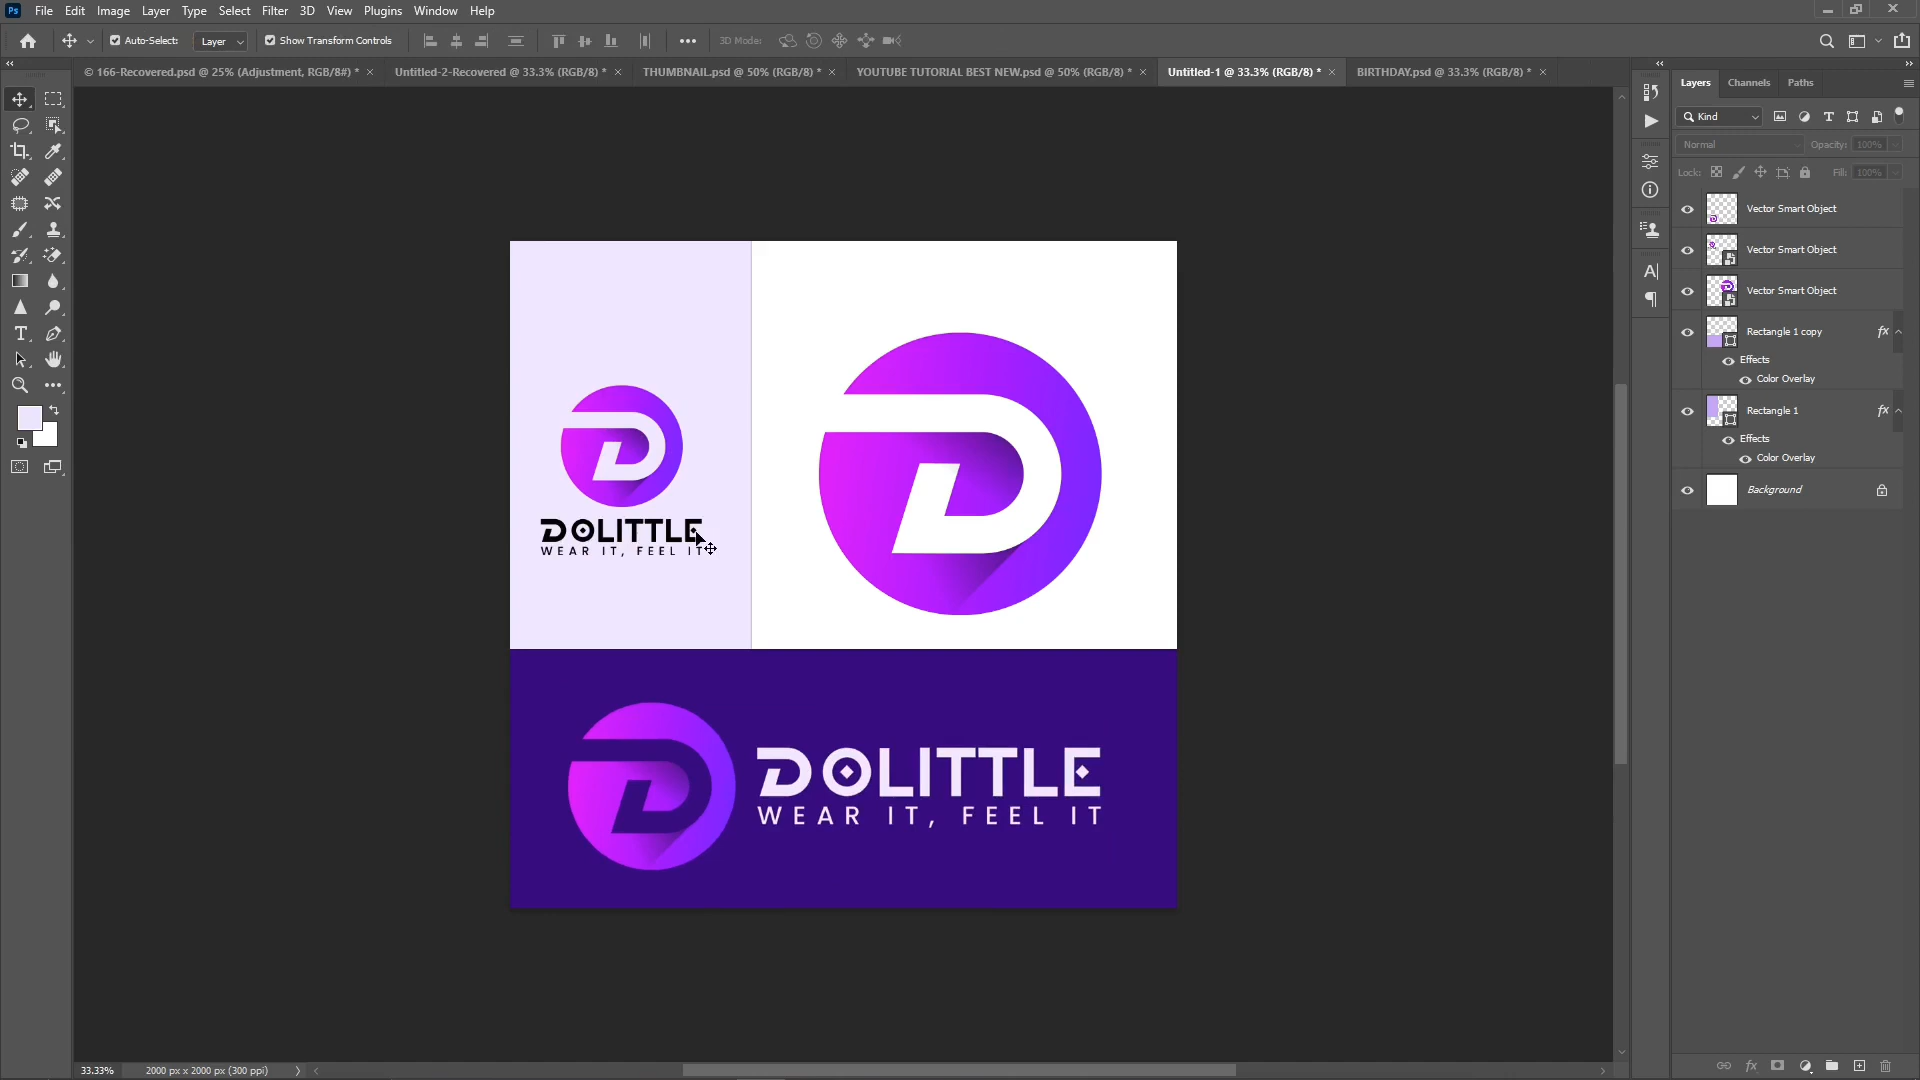 Ps File Edit Image Layer Type Select Filter 3D View Plugins Window Help
Auto-Select: Layer Show Transform Controls 3D Mode:
© 166-Recovered.psd @ 25% (Adjustment, RGB/8#) * Untitled-2-Recovered @ 33.3% (RGB/8) * THUMBNAIL.psd @ 50% (RGB/8) * YOUTUBE TUTORIAL BEST NEW.psd @ 50% (RGB/8) * Untitled-1 @ 33.3% (RGB/8) * BIRTHDAY.psd @ 33.3% (RGB/8) *
Layers Channels Paths
Kind
Normal Opacity: 100%
Lock: Fill: 100%
Vector Smart Object
Vector Smart Object
Vector Smart Object
Rectangle 1 copy fx
Effects
Color Overlay
Rectangle 1 fx
Effects
Color Overlay
Background
D
D
DOLITTLE
WEAR IT, FEEL IT
D
DOLITTLE
WEAR IT, FEEL IT
33.33% 2000 px x 2000 px (300 ppi)